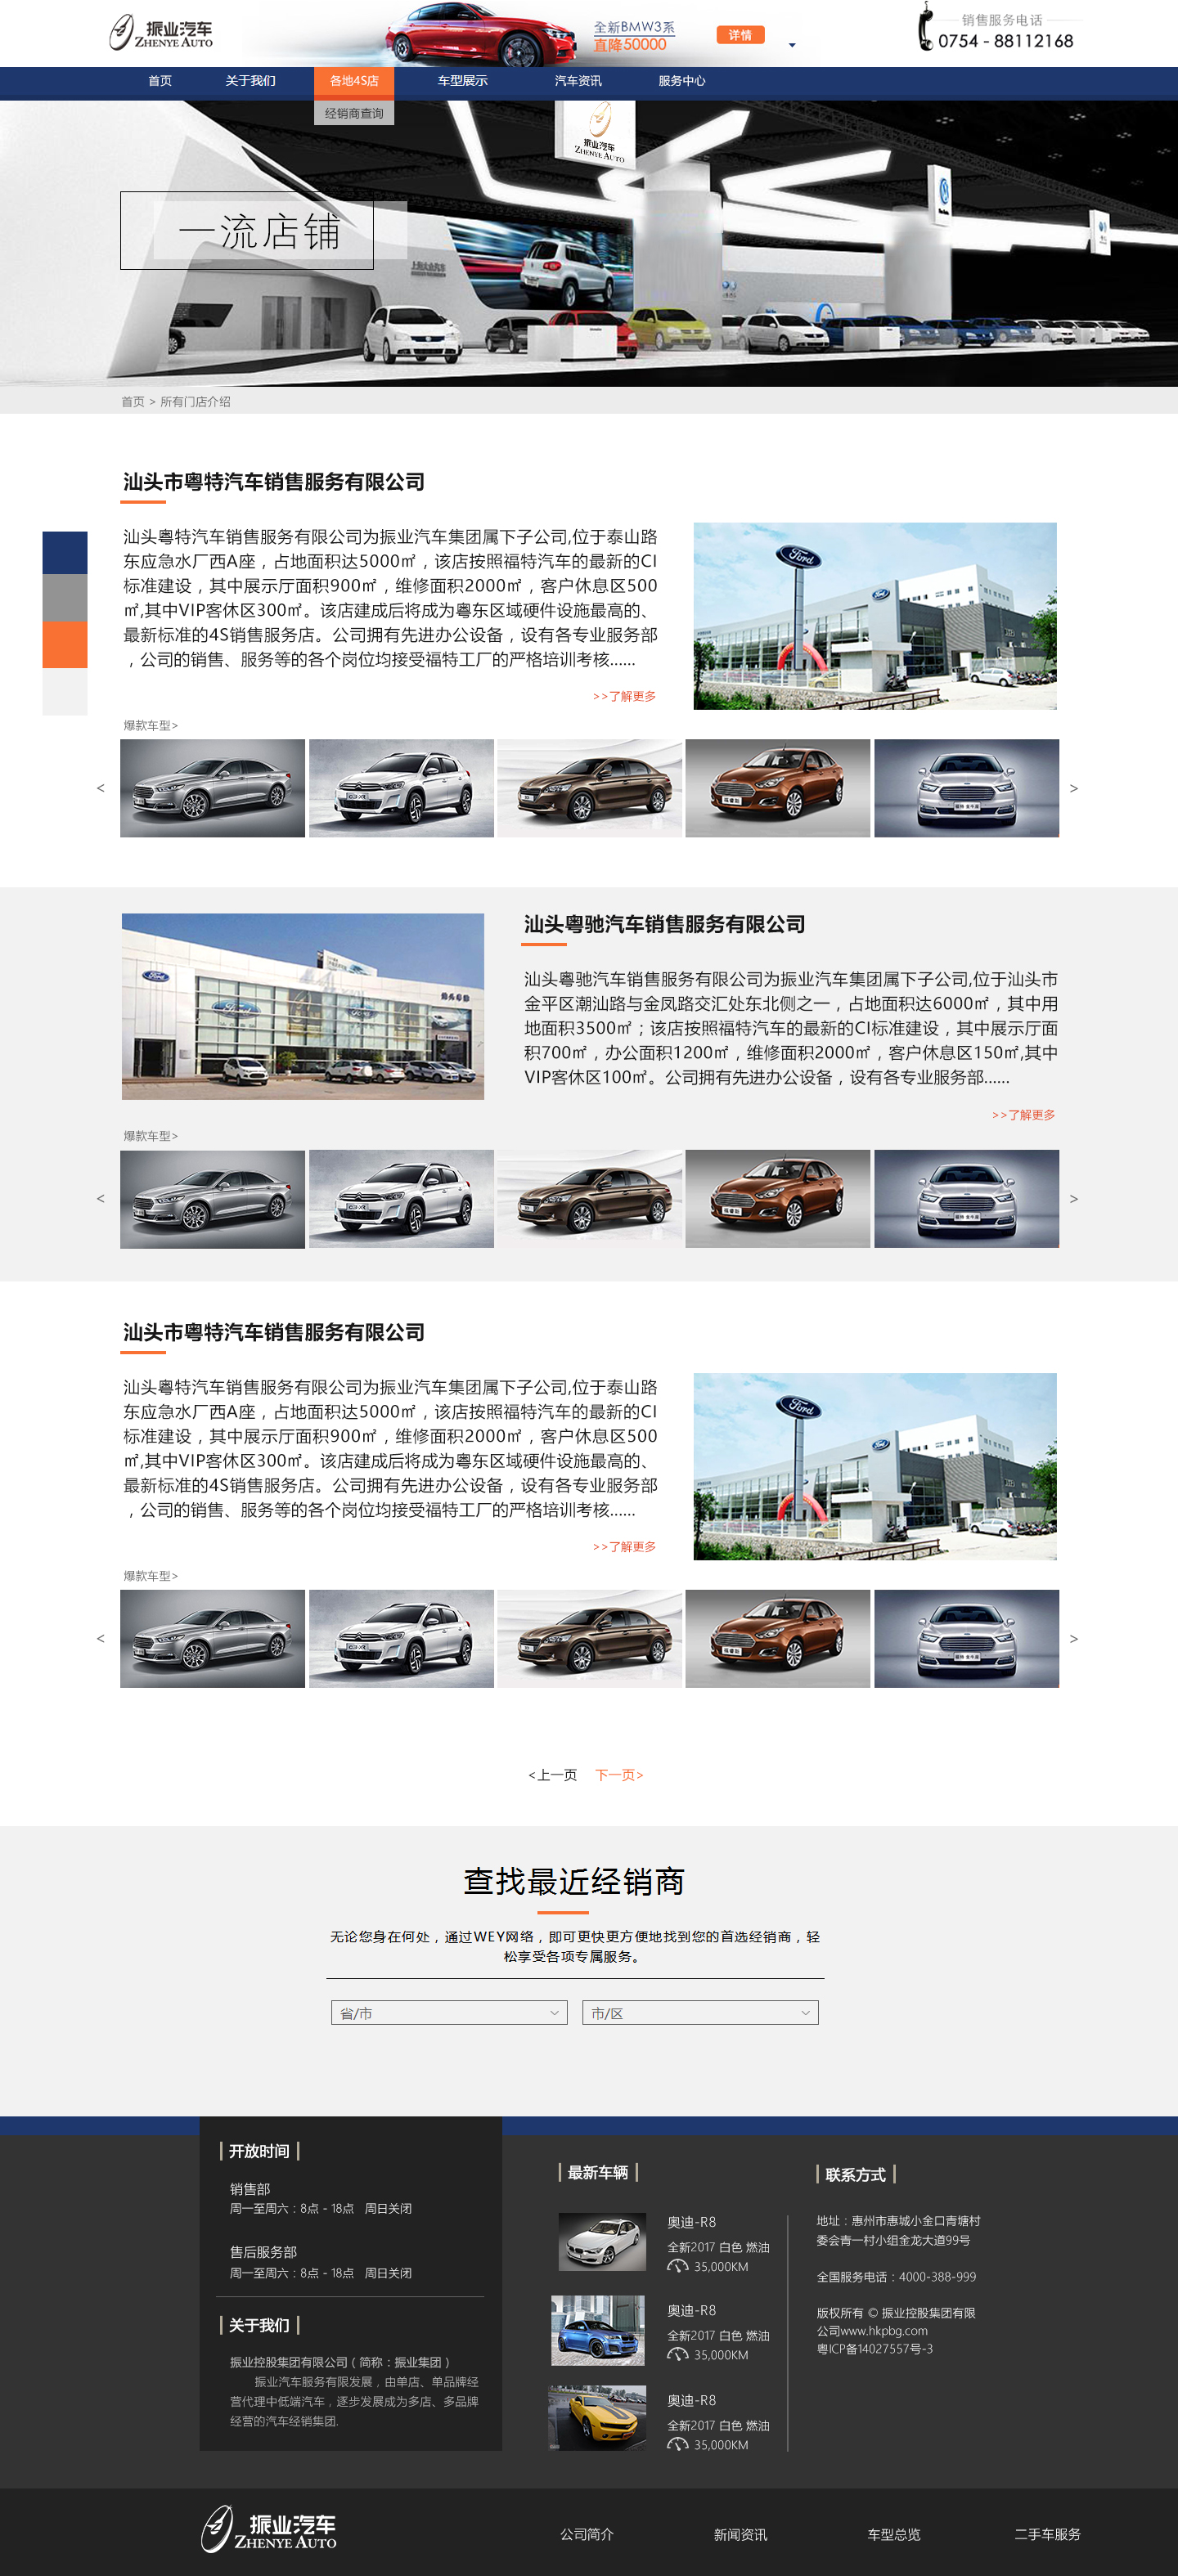 振业汽车
ZHENYE AUTO
全新BMW3系
直降50000
详情
销售服务电话
0754 - 88112168
首页
关于我们
各地4S店
车型展示
汽车资讯
服务中心
经销商查询
振业汽车
ZHENYE AUTO
一流店铺
首页 > 所有门店介绍
汕头市粤特汽车销售服务有限公司
汕头粤特汽车销售服务有限公司为振业汽车集团属下子公司,位于泰山路
东应急水厂西A座，占地面积达5000㎡，该店按照福特汽车的最新的CI
标准建设，其中展示厅面积900㎡，维修面积2000㎡，客户休息区500
㎡,其中VIP客休区300㎡。该店建成后将成为粤东区域硬件设施最高的、
最新标准的4S销售服务店。公司拥有先进办公设备，设有各专业服务部
，公司的销售、服务等的各个岗位均接受福特工厂的严格培训考核......
Ford
>>了解更多
爆款车型>
<
>
汕头粤驰汽车销售服务有限公司
汕头粤驰汽车销售服务有限公司为振业汽车集团属下子公司,位于汕头市
金平区潮汕路与金凤路交汇处东北侧之一，占地面积达6000㎡，其中用
地面积3500㎡；该店按照福特汽车的最新的CI标准建设，其中展示厅面
积700㎡，办公面积1200㎡，维修面积2000㎡，客户休息区150㎡,其中
VIP客休区100㎡。公司拥有先进办公设备，设有各专业服务部......
Ford
>>了解更多
爆款车型>
<
>
汕头市粤特汽车销售服务有限公司
汕头粤特汽车销售服务有限公司为振业汽车集团属下子公司,位于泰山路
东应急水厂西A座，占地面积达5000㎡，该店按照福特汽车的最新的CI
标准建设，其中展示厅面积900㎡，维修面积2000㎡，客户休息区500
㎡,其中VIP客休区300㎡。该店建成后将成为粤东区域硬件设施最高的、
最新标准的4S销售服务店。公司拥有先进办公设备，设有各专业服务部
，公司的销售、服务等的各个岗位均接受福特工厂的严格培训考核......
Ford
>>了解更多
爆款车型>
<
>
<上一页 下一页>
查找最近经销商
无论您身在何处，通过WEY网络，即可更快更方便地找到您的首选经销商，轻
松享受各项专属服务。
省/市
市/区
开放时间
销售部
周一至周六：8点 - 18点 周日关闭
售后服务部
周一至周六：8点 - 18点 周日关闭
关于我们
振业控股集团有限公司（简称：振业集团）
振业汽车服务有限发展，由单店、单品牌经
营代理中低端汽车，逐步发展成为多店、多品牌
经营的汽车经销集团.
最新车辆
奥迪-R8
全新2017 白色 燃油
35,000KM
奥迪-R8
全新2017 白色 燃油
35,000KM
奥迪-R8
全新2017 白色 燃油
35,000KM
联系方式
地址：惠州市惠城小金口青塘村
委会青一村小组金龙大道99号
全国服务电话：4000-388-999
版权所有 © 振业控股集团有限
公司www.hkpbg.com
粤ICP备14027557号-3
振业汽车
ZHENYE AUTO
公司简介
新闻资讯
车型总览
二手车服务